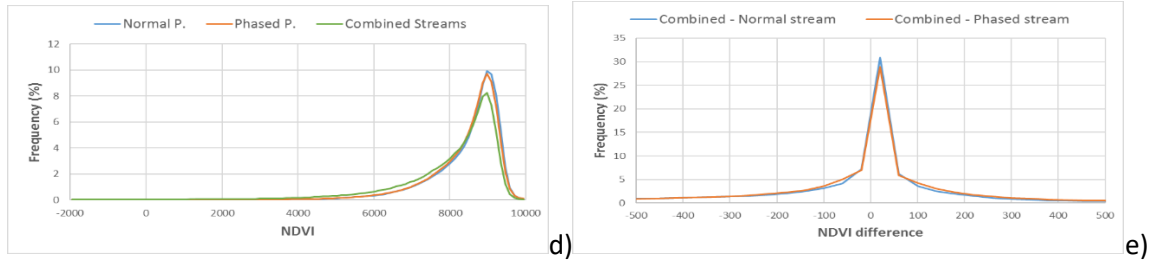 Normal P. Phased P. Combined Streams
12
10
8
6
4
2
0
Frequency (%)
-2000 0 2000 4000 6000 8000 10000
NDVI
d)
Combined - Normal stream Combined - Phased stream
35
30
25
20
15
10
5
0
Frequency (%)
-500 -400 -300 -200 -100 0 100 200 300 400 500
NDVI difference
e)